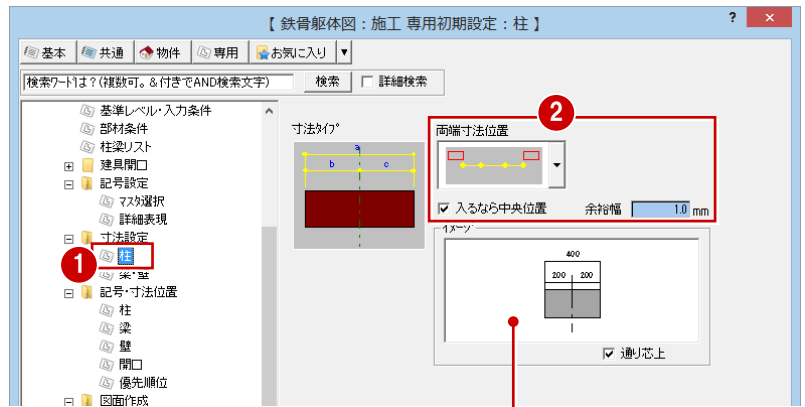 【 鉄骨躯体図：施工 専用初期設定：柱 】
? ×
基本 共通 物件 専用 お気に入り ▼
検索ﾜｰﾄﾞは？(複数可。&付きでAND検索文字) 検索 詳細検索
基準レベル・入力条件
部材条件
柱梁リスト
建具開口
記号設定
ﾏｽﾀ選択
詳細表現
寸法設定
柱
梁・壁
記号・寸法位置
柱
梁
壁
開口
優先順位
図面作成
1
寸法ﾀｲﾌﾟ
a
b c
2
両端寸法位置
入るなら中央位置 余裕幅 1.0 mm
ｲﾒｰｼﾞ
400
200 200
通り芯上